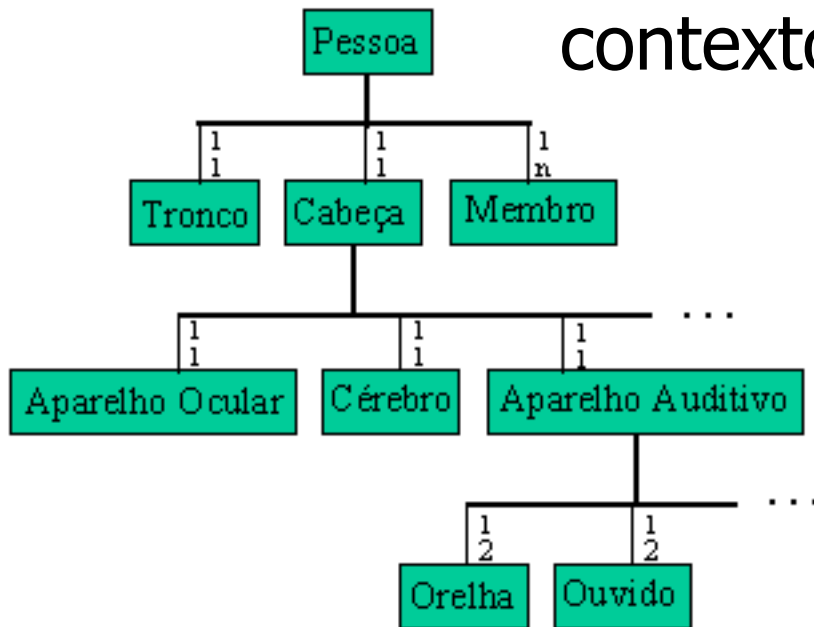 contexto
Pessoa
1 1 1
1 1 n
Tronco Cabeça Membro
. . .
1 1 1
1 1 1
Aparelho Ocular Cérebro Aparelho Auditivo
. . .
1 1
2 2
Orelha Ouvido